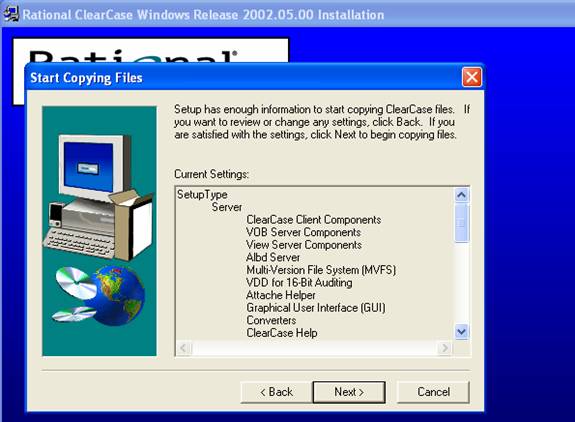 Rational ClearCase Windows Release 2002.05.00 Installation
Rational
Start Copying Files
Setup has enough information to start copying ClearCase files. If
you want to review or change any settings, click Back. If you
are satisfied with the settings, click Next to begin copying files.
Current Settings:
SetupType
Server
ClearCase Client Components
VOB Server Components
View Server Components
Albd Server
Multi-Version File System (MVFS)
VDD for 16-Bit Auditing
Attache Helper
Graphical User Interface (GUI)
Converters
ClearCase Help
< Back
Next >
Cancel